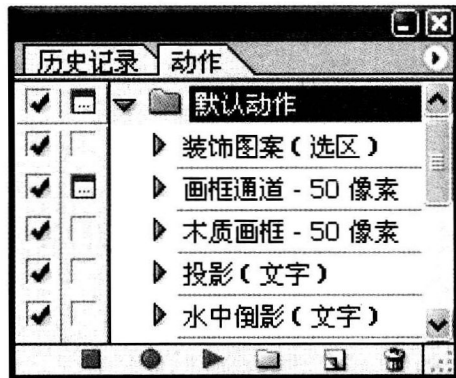 历史记录 动作
默认动作
装饰图案 ( 选区 )
画框通道 - 50 像素
木质画框 - 50 像素
投影 ( 文字 )
水中倒影 ( 文字 )